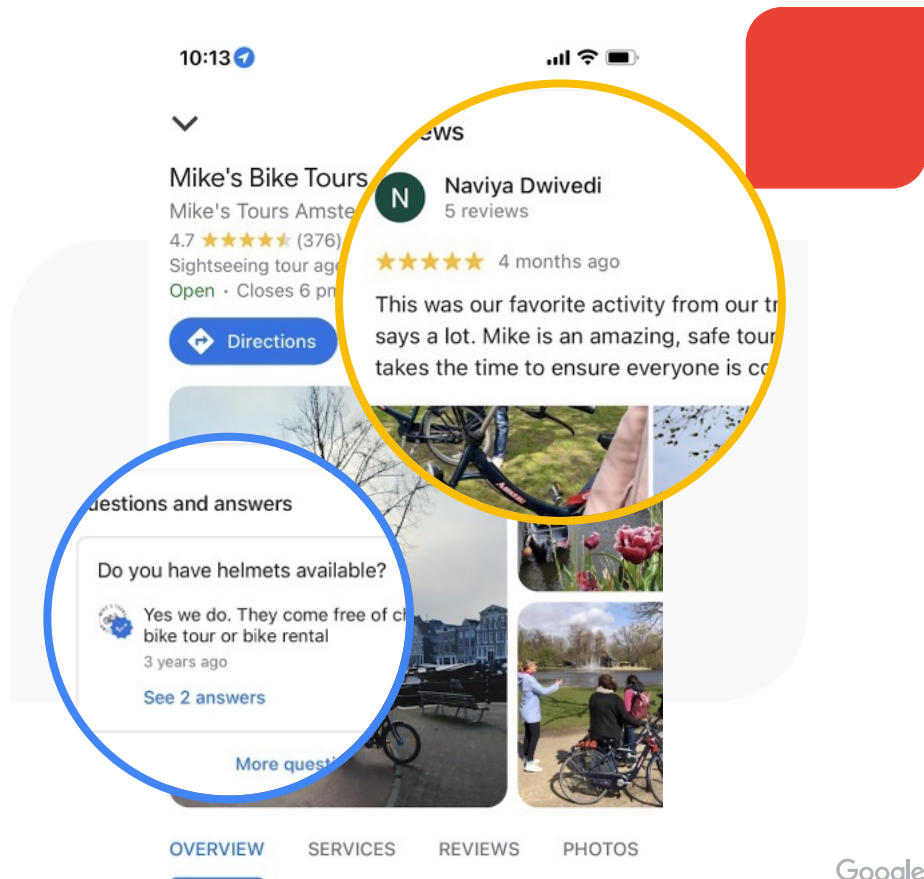 10:13
Mike's Bike Tours
Mike's Tours Amste
4.7 (376)
Sightseeing tour ag
Open · Closes 6 pm
Directions
ews
N
Naviya Dwivedi
5 reviews
4 months ago
This was our favorite activity from our tr
says a lot. Mike is an amazing, safe tour
takes the time to ensure everyone is co
uestions and answers
Do you have helmets available?
Yes we do. They come free of ch
bike tour or bike rental
3 years ago
See 2 answers
More questi
OVERVIEW
SERVICES
REVIEWS
PHOTOS
Google